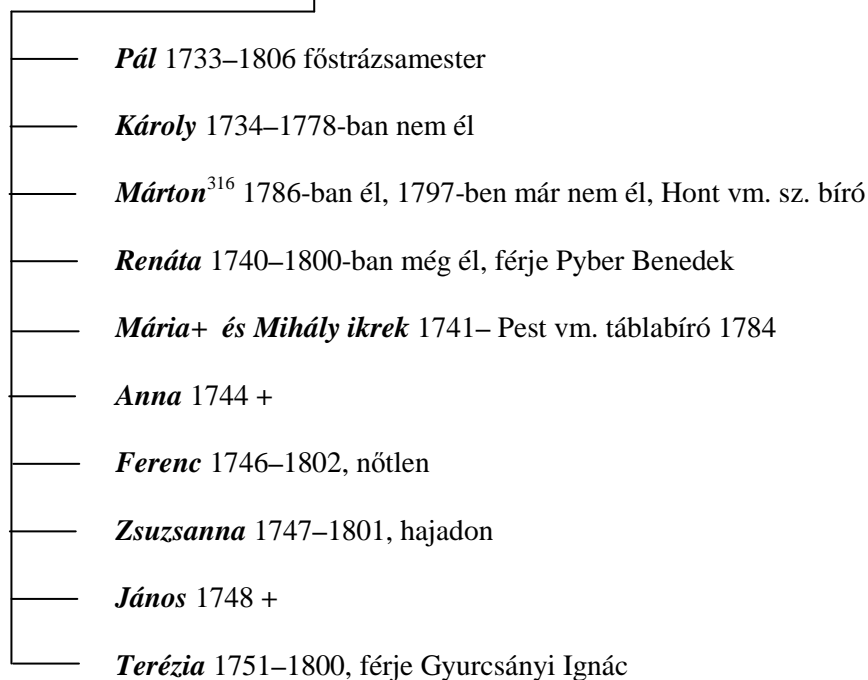 Pál 1733–1806 főstrázsamester
Károly 1734–1778-ban nem él
Márton316 1786-ban él, 1797-ben már nem él, Hont vm. sz. bíró
Renáta 1740–1800-ban még él, férje Pyber Benedek
Mária+ és Mihály ikrek 1741– Pest vm. táblabíró 1784
Anna 1744 +
Ferenc 1746–1802, nőtlen
Zsuzsanna 1747–1801, hajadon
János 1748 +
Terézia 1751–1800, férje Gyurcsányi Ignác